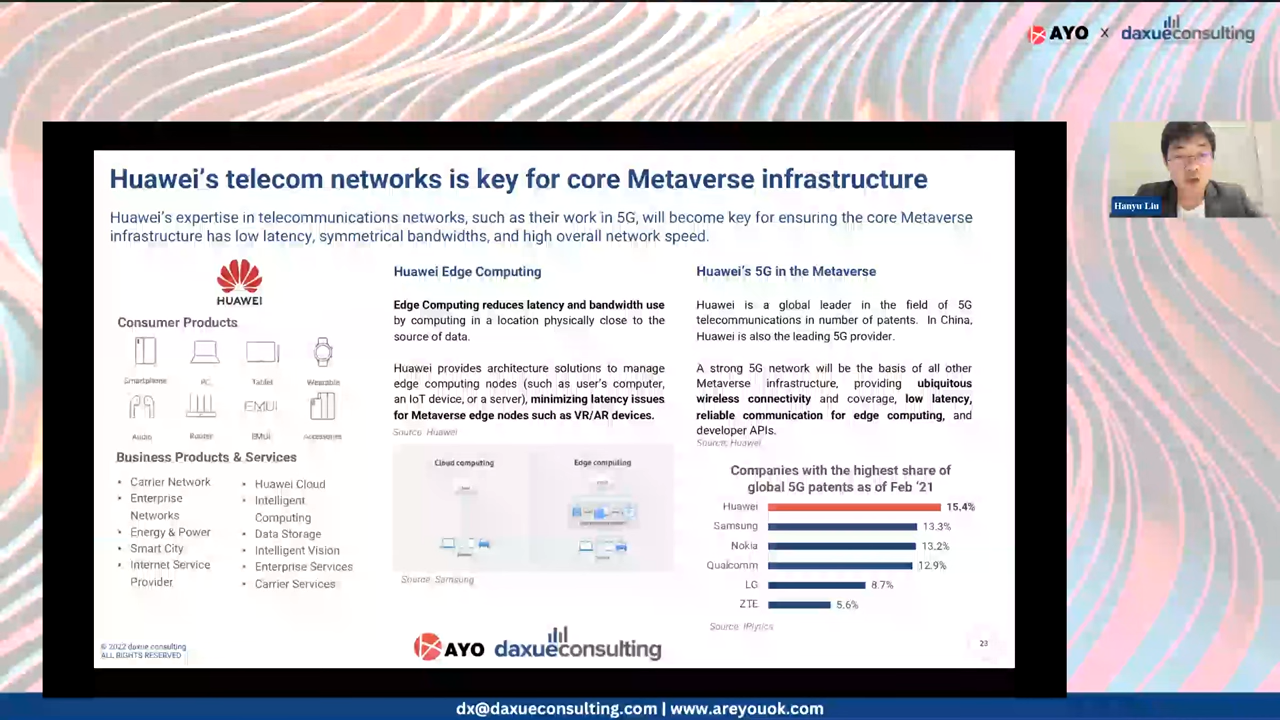 AYO x daxueconsulting
Huawei's telecom networks is key for core Metaverse infrastructure
Huawei's expertise in telecommunications networks, such as their work in 5G, will become key for ensuring the core Metaverse
infrastructure has low latency, symmetrical bandwidths, and high overall network speed.
HUAWEI
Consumer Products
Smartphone PC Tablet Wearable
EMUI
Audio Router EMUI Accessories
Business Products & Services
• Carrier Network
• Enterprise
Networks
• Energy & Power
• Smart City
• Internet Service
Provider
• Huawei Cloud
• Intelligent
Computing
• Data Storage
• Intelligent Vision
• Enterprise Services
• Carrier Services
Huawei Edge Computing
Edge Computing reduces latency and bandwidth use
by computing in a location physically close to the
source of data.
Huawei provides architecture solutions to manage
edge computing nodes (such as user's computer,
an IoT device, or a server), minimizing latency issues
for Metaverse edge nodes such as VR/AR devices.
Source: Huawei
Cloud computing Edge computing
Source: Samsung
Huawei's 5G in the Metaverse
Huawei is a global leader in the field of 5G
telecommunications in number of patents. In China,
Huawei is also the leading 5G provider.
A strong 5G network will be the basis of all other
Metaverse infrastructure, providing ubiquitous
wireless connectivity and coverage, low latency,
reliable communication for edge computing, and
developer APIs.
Source: Huawei
Companies with the highest share of
global 5G patents as of Feb '21
Huawei 15.4%
Samsung 13.3%
Nokia 13.2%
Qualcomm 12.9%
LG 8.7%
ZTE 5.6%
Source: IPlytics
© 2022 daxue consulting
ALL RIGHTS RESERVED
AYO daxueconsulting
23
Hanyu Liu
dx@daxueconsulting.com | www.areyouok.com